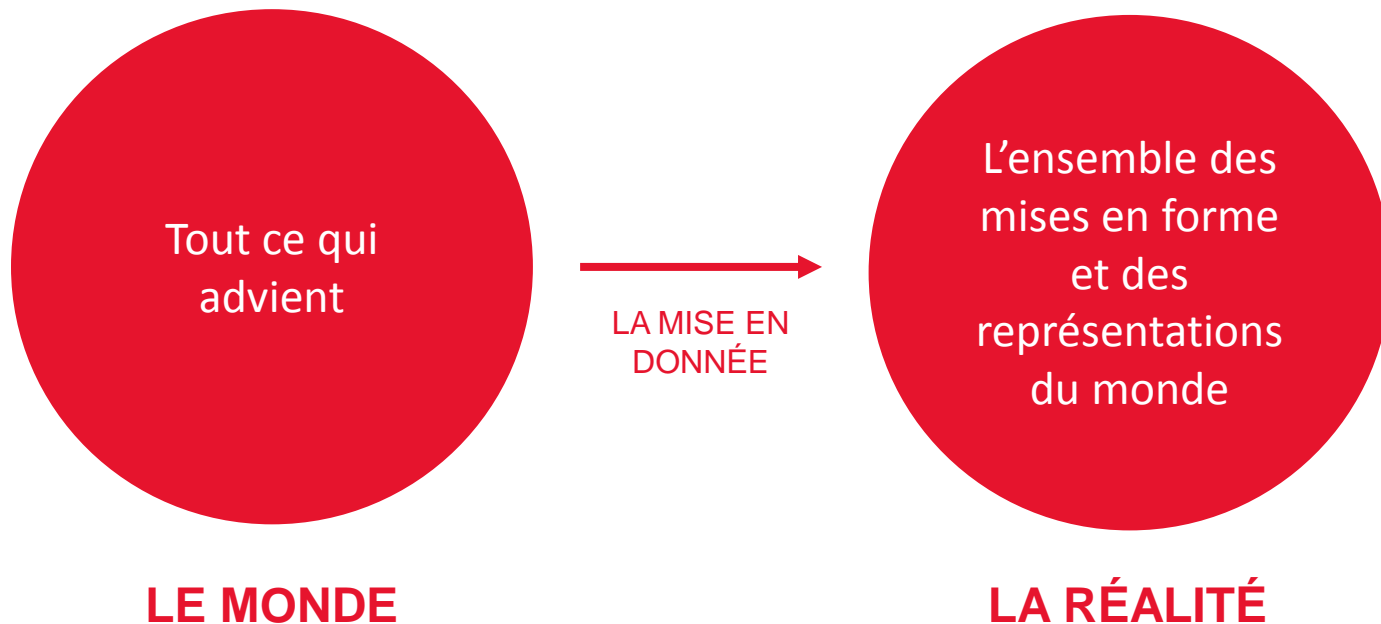 Tout ce qui
advient
LA MISE EN
DONNÉE
L'ensemble des
mises en forme
et des
représentations
du monde
LE MONDE
LA RÉALITÉ